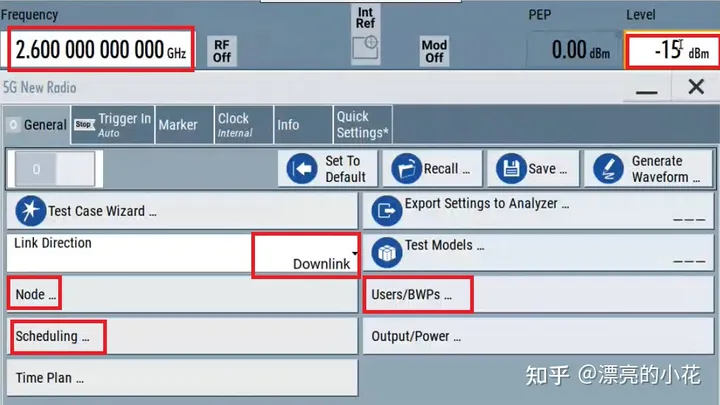 Frequency
Int
Ref
PEP
Level
2.600 000 000 000 GHz
RF
Off
Mod
Off
0.00 dBm
-15 dBm
5G New Radio
0 General
Stop Trigger In
Auto
Marker
Clock
Internal
Info
Quick
Settings*
0
Set To
Default
Recall ...
Save ...
Generate
Waveform ...
Test Case Wizard ...
Export Settings to Analyzer ...
Link Direction
Downlink
Test Models ...
Node ...
Users/BWPs ...
Scheduling ...
Output/Power ...
Time Plan ...
知乎 @漂亮的小花